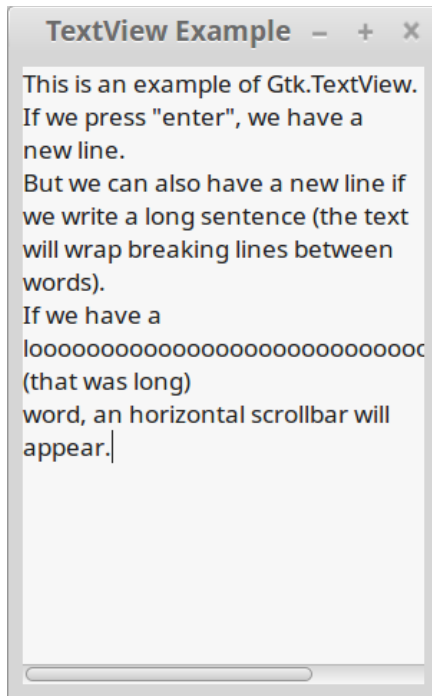 TextView Example
This is an example of Gtk.TextView.
If we press "enter", we have a
new line.
But we can also have a new line if
we write a long sentence (the text
will wrap breaking lines between
words).
If we have a
looooooooooooooooooooooooooooo
(that was long)
word, an horizontal scrollbar will
appear.